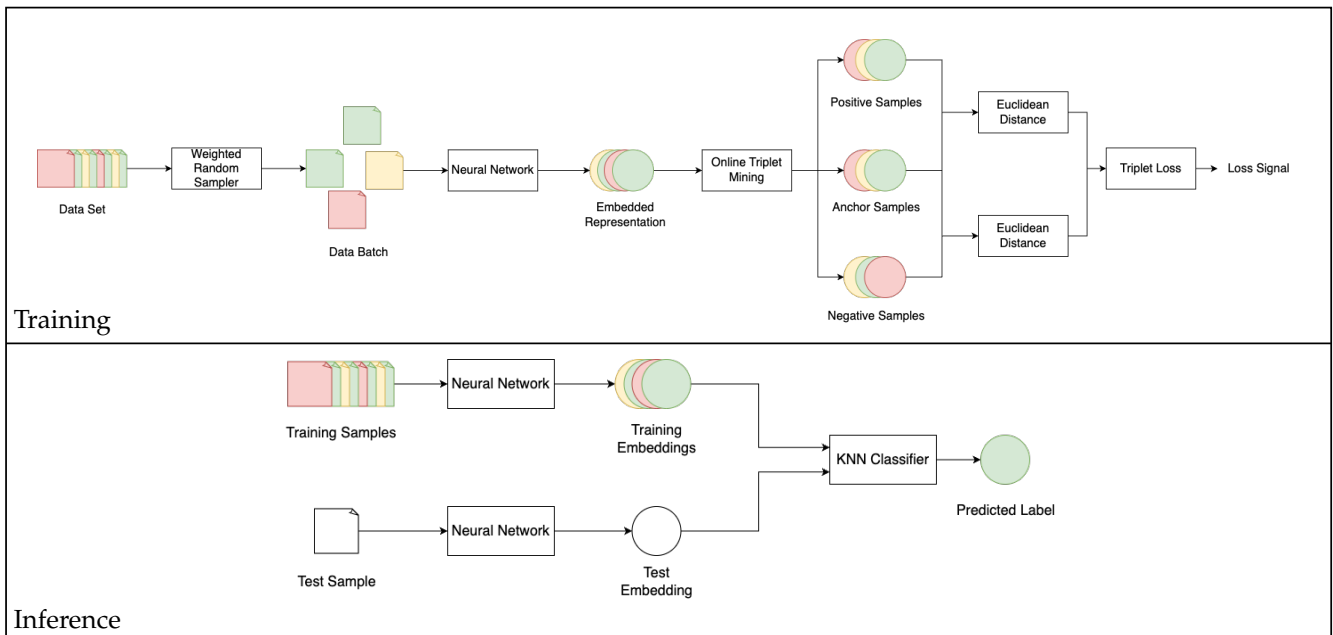 Data Set
Weighted
Random
Sampler
Data Batch
Neural Network
Embedded
Representation
Online Triplet
Mining
Positive Samples
Anchor Samples
Negative Samples
Euclidean
Distance
Euclidean
Distance
Triplet Loss
Loss Signal
Training
Training Samples
Neural Network
Training
Embeddings
Test Sample
Neural Network
Test
Embedding
KNN Classifier
Predicted Label
Inference